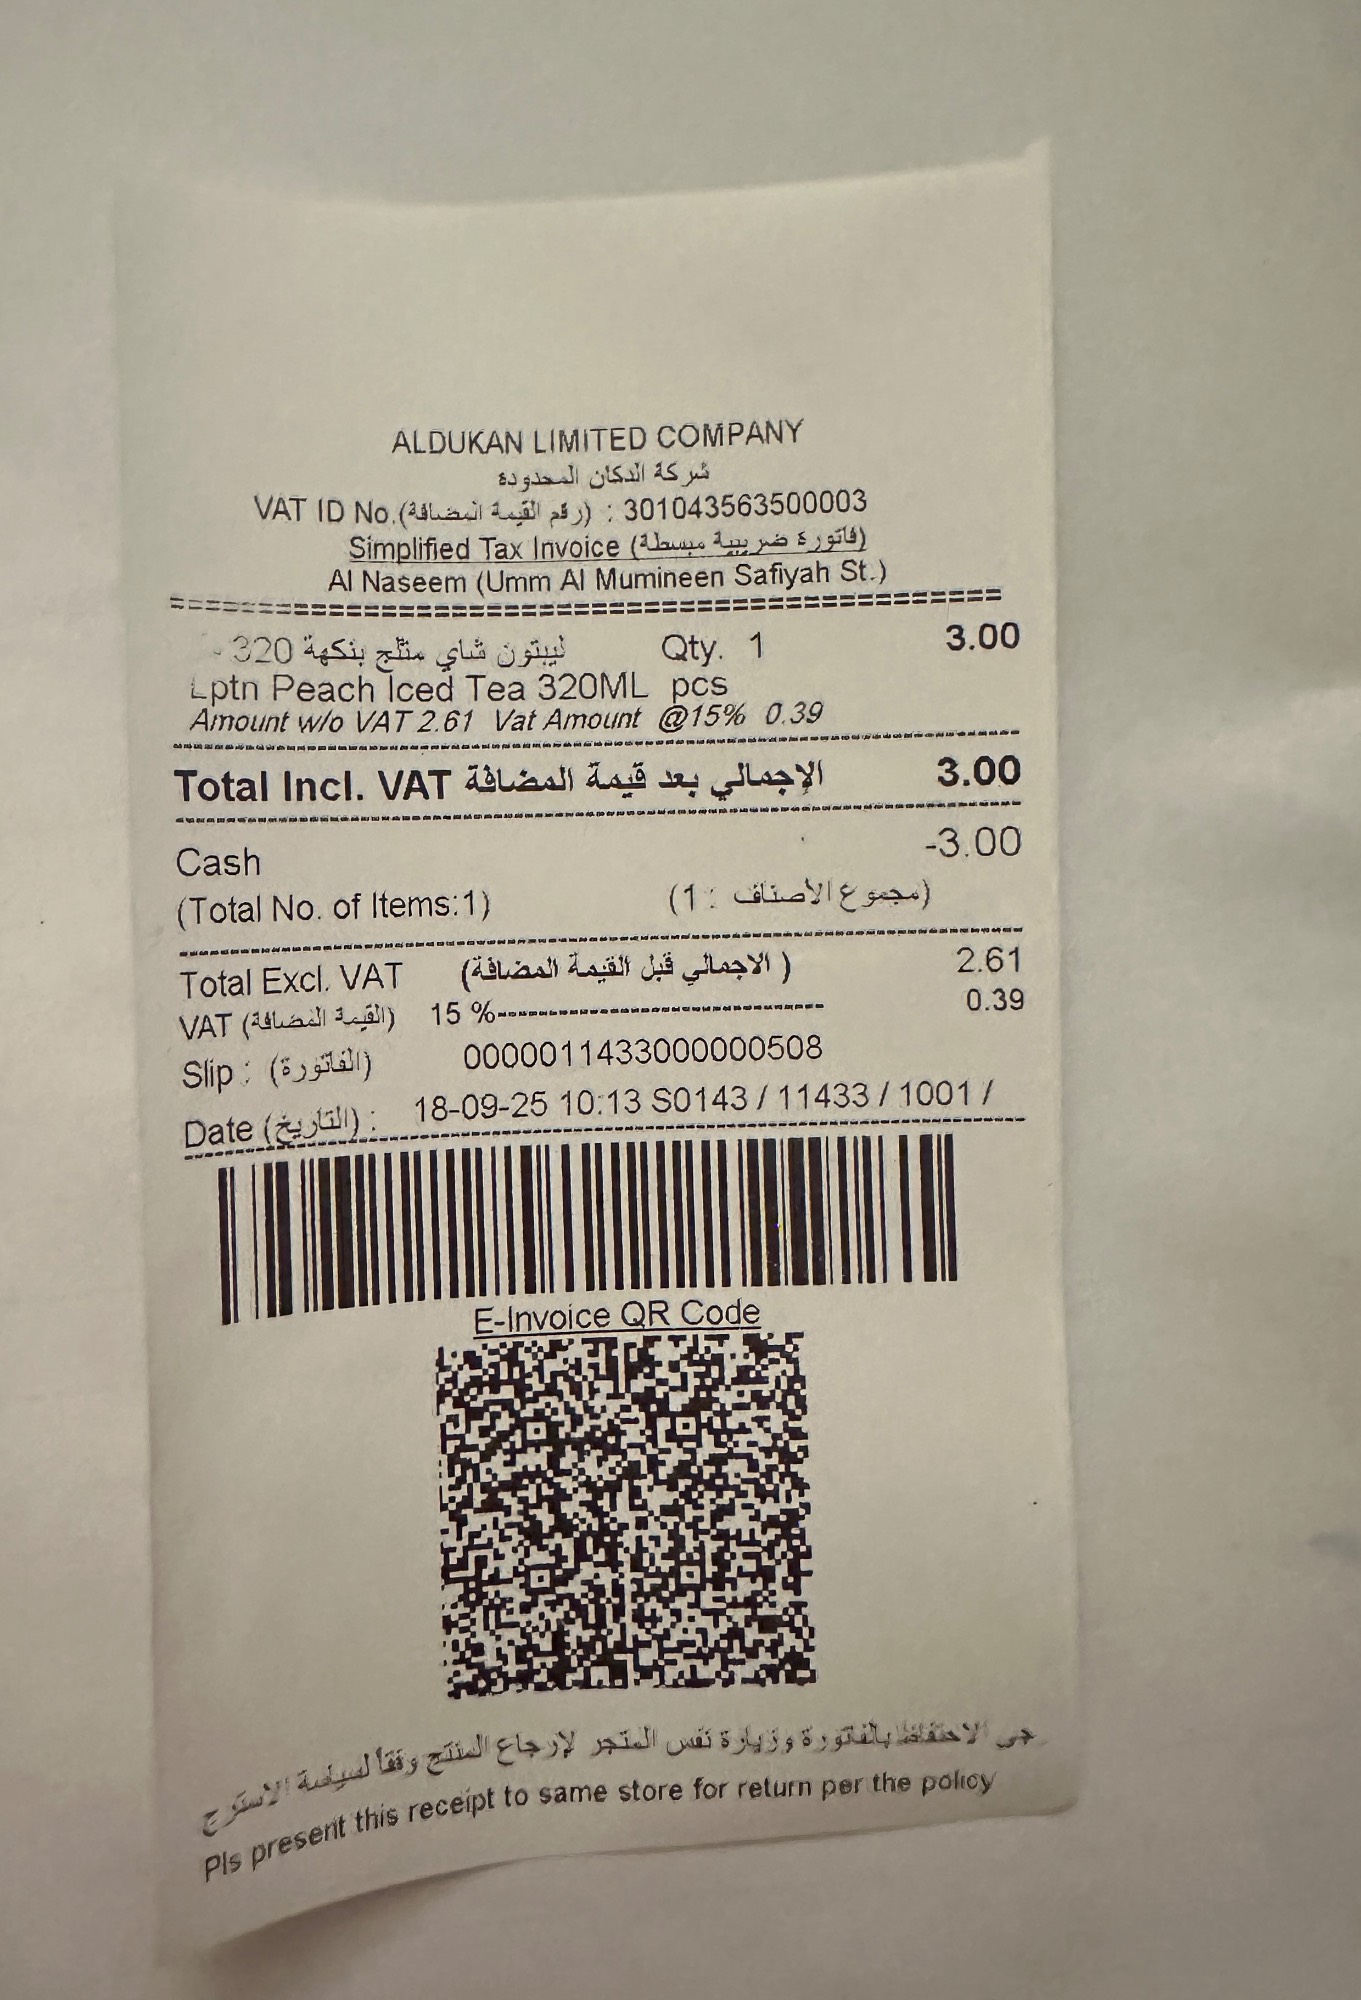 ALDUKAN LIMITED COMPANY
شركة الدكان المحدودة
VAT ID No.(رقم القيمة المضافة) : 301043563500003
Simplified Tax Invoice (فاتورة ضريبية مبسطة)
Al Naseem (Umm Al Mumineen Safiyah St.)
ليبتون شاي مثلج بنكهة 320 - Qty. 1 3.00
Lptn Peach Iced Tea 320ML pcs
Amount w/o VAT 2.61 Vat Amount @15% 0.39
Total Incl. VAT الإجمالي بعد قيمة المضافة 3.00
Cash -3.00
(Total No. of Items:1) (مجموع الأصناف : 1)
Total Excl. VAT (الاجمالي قبل القيمة المضافة ) 2.61
VAT (القيمة المضافة) 15 %-------------------------------- 0.39
Slip : (الفاتورة) 0000011433000000508
Date (التاريخ) : 18-09-25 10:13 S0143 / 11433 / 1001 /
E-Invoice QR Code
جى الاحتفاظ بالفاتورة وزيارة نفس المتجر لإرجاع المنتج وفقا لسياسة الاسترج
Pls present this receipt to same store for return per the policy